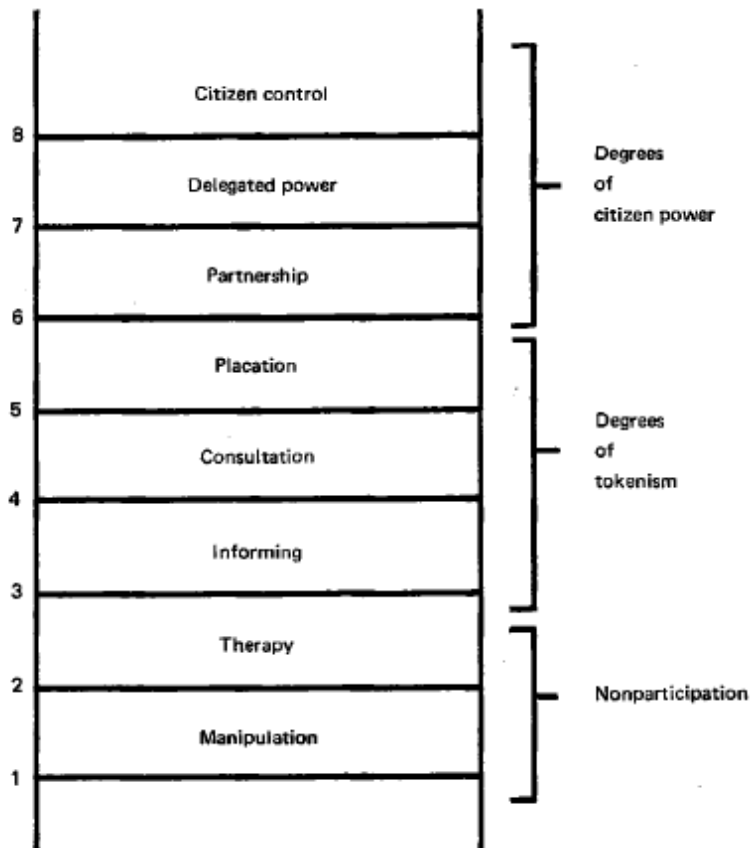 Citizen control
8
Delegated power
7
Partnership
6
Placation
5
Consultation
4
Informing
3
Therapy
2
Manipulation
1
Degrees
of
citizen power
Degrees
of
tokenism
Nonparticipation